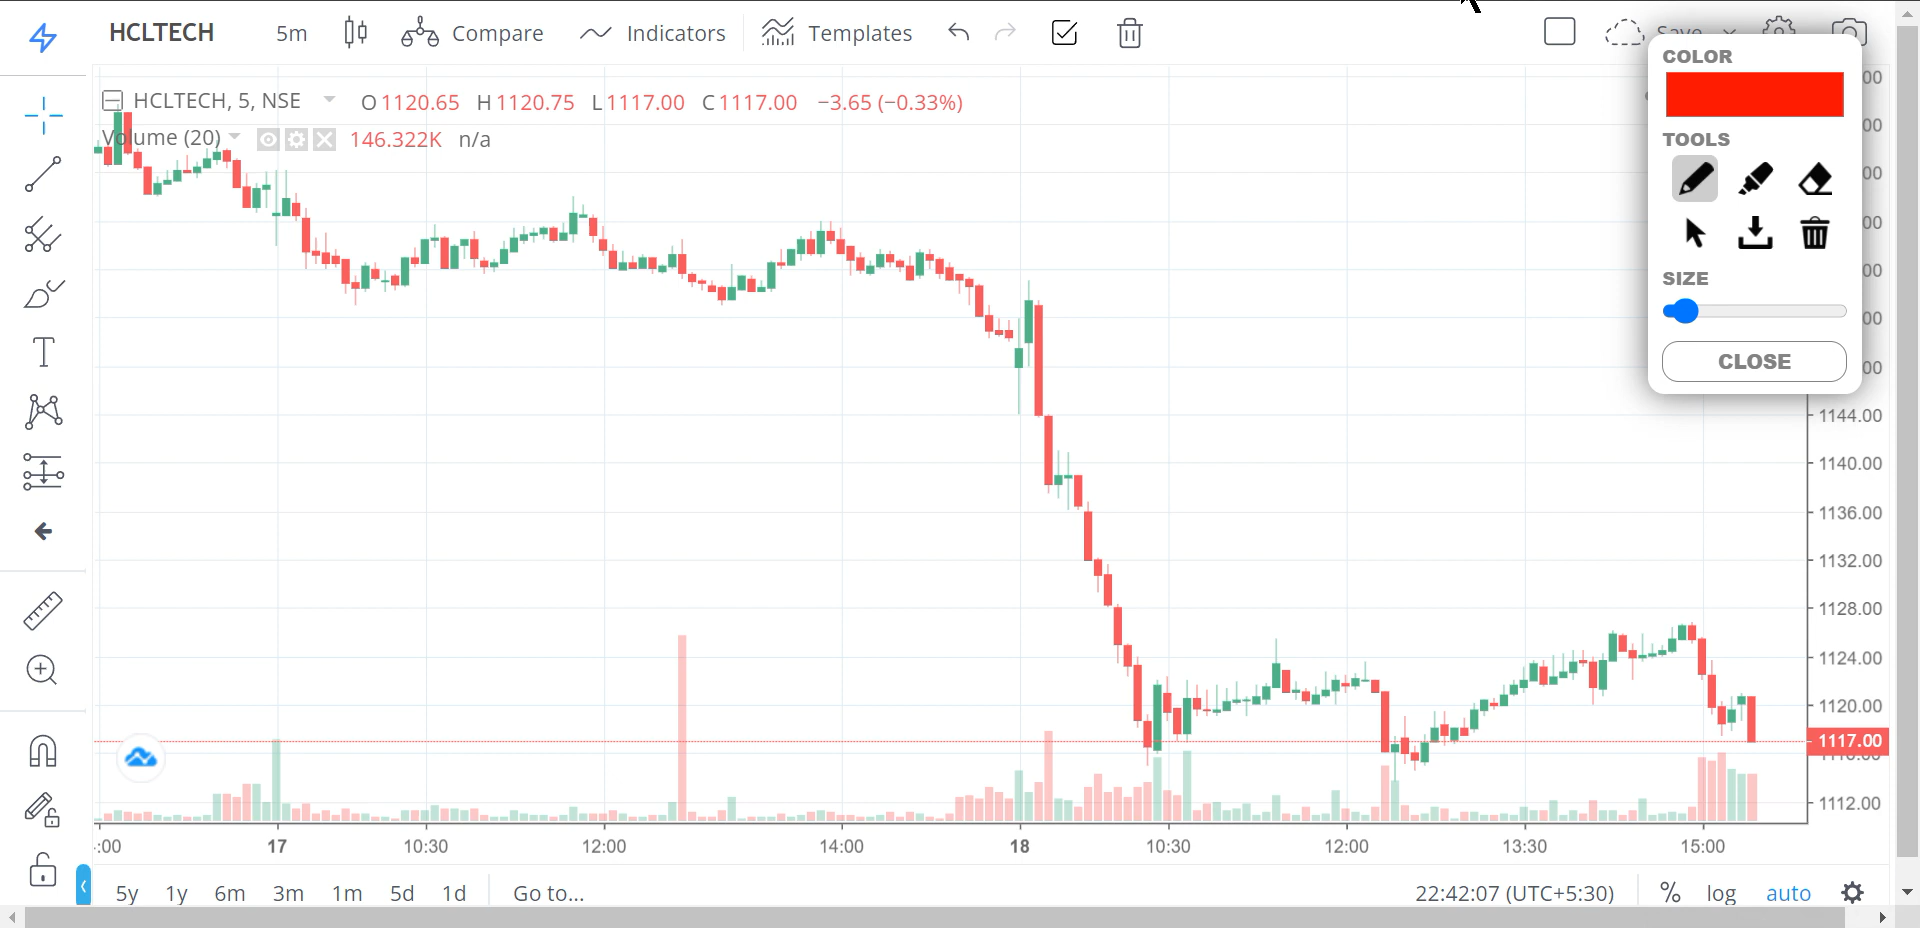 HCLTECH 5m Compare Indicators Templates Save
HCLTECH, 5, NSE O1120.65 H1120.75 L1117.00 C1117.00 −3.65 (−0.33%)
Volume (20) 146.322K n/a
COLOR
TOOLS
SIZE
CLOSE
1144.00
1140.00
1136.00
1132.00
1128.00
1124.00
1120.00
1117.00
1112.00
:00 17 10:30 12:00 14:00 18 10:30 12:00 13:30 15:00
5y 1y 6m 3m 1m 5d 1d Go to... 22:42:07 (UTC+5:30) % log auto